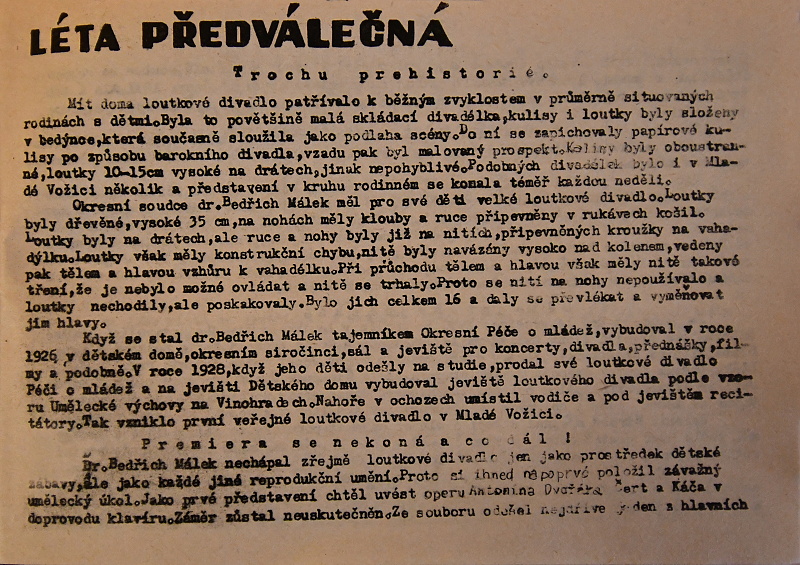 LÉTA PŘEDVÁLEČNÁ
Trochu prehistorie.
Mít doma loutkové divadlo patřívalo k běžným zvyklostem v průměrně situovaných
rodinách s dětmi.Byla to povětšině malá skládací divadélka,kulisy i loutky byly složeny
v bedýnce,která současně sloužila jako podlaha scény.Do ní se zapichovaly papírové ku-
lisy po způsobu barokního divadla,vzadu pak byl malovaný prospekt.Kulisy byly oboustran-
né,loutky 10-15cm vysoké na drátech,jinak nepohyblivé.Podobných divadélek bylo i v Mla-
dé Vožici několik a představení v kruhu rodinném se konala téměř každou neděli.
Okresní soudce dr.Bedřich Málek měl pro své děti velké loutkové divadlo.Loutky
byly dřevěné,vysoké 35 cm,na nohách měly klouby a ruce připevněny v rukávech košil.
Loutky byly na drátech,ale ruce a nohy byly již na nitích,připevněných kroužky na vaha-
dýlku.Loutky však měly konstrukční chybu,nitě byly navázány vysoko nad kolenem,vedeny
pak tělem a hlavou vzhůru k vahadélku.Při průchodu tělem a hlavou však měly nitě takové
tření,že je nebylo možné ovládat a nitě se trhaly.Proto se nití na nohy nepoužívalo a
loutky nechodily,ale poskakovaly.Bylo jich celkem 16 a daly se převlékat a vyměňovat
jim hlavy.
Když se stal dr.Bedřich Málek tajemníkem Okresní Péče o mládež,vybudoval v roce
1926 v dětském domě,okresním siročinci,sál a jeviště pro koncerty,divadla,přednášky,fil-
my a podobně.V roce 1928,když jeho děti odešly na studie,prodal své loutkové divadlo
Péči o mládež a na jevišti Dětského domu vybudoval jeviště loutkového divadla podle vzo-
ru Umělecké výchovy na Vinohradech.Nahoře v ochozech umístil vodiče a pod jevištěm reci-
tátory.Tak vzniklo první veřejné loutkové divadlo v Mladé Vožici.
Premiera se nekoná a co dál !
Dr.Bedřich Málek nechápal zřejmě loutkové divadlo jen jako prostředek dětské
zábavy,ale jako každé jiné reprodukční umění.Proto si ihned napoprvé položil závažný
umělecký úkol.Jako prvé představení chtěl uvést operu Antonína Dvořáka Čert a Káča v
doprovodu klavíru.Záměr zůstal neuskutečněn.Ze souboru odešel nejdříve jeden z hlavních